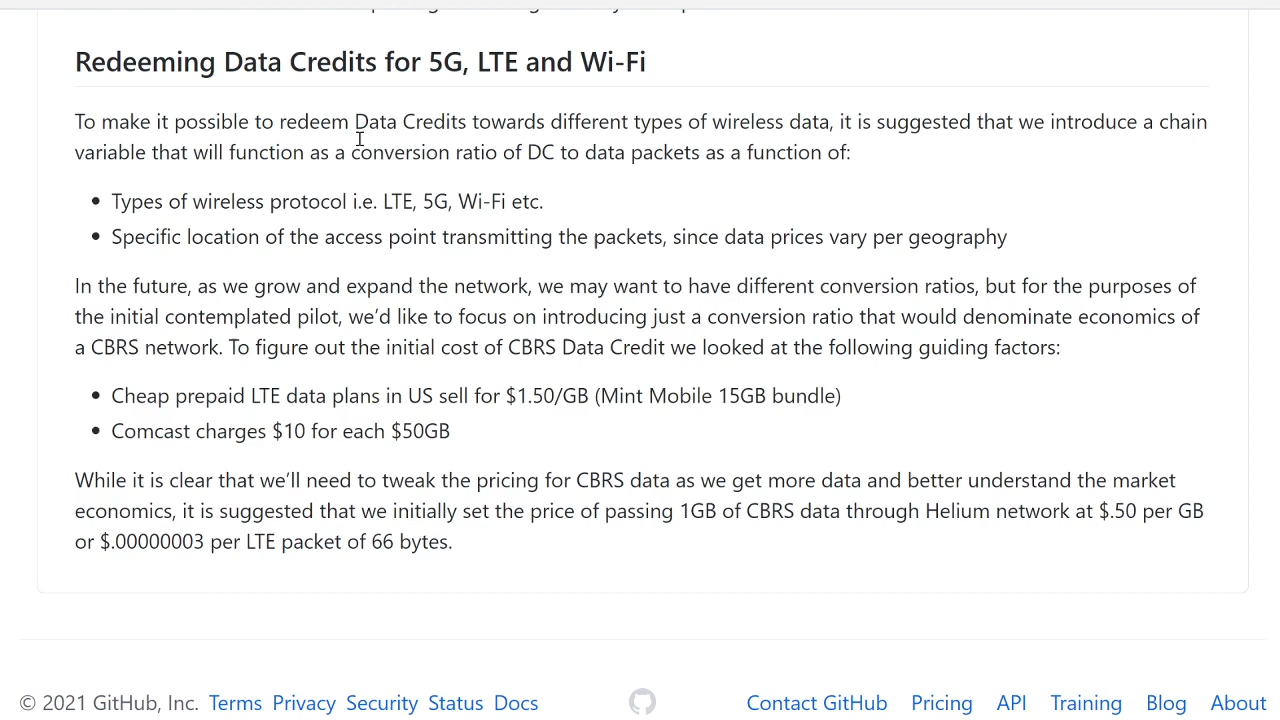 Redeeming Data Credits for 5G, LTE and Wi-Fi
To make it possible to redeem Data Credits towards different types of wireless data, it is suggested that we introduce a chain
variable that will function as a conversion ratio of DC to data packets as a function of:
• Types of wireless protocol i.e. LTE, 5G, Wi-Fi etc.
• Specific location of the access point transmitting the packets, since data prices vary per geography
In the future, as we grow and expand the network, we may want to have different conversion ratios, but for the purposes of
the initial contemplated pilot, we’d like to focus on introducing just a conversion ratio that would denominate economics of
a CBRS network. To figure out the initial cost of CBRS Data Credit we looked at the following guiding factors:
• Cheap prepaid LTE data plans in US sell for $1.50/GB (Mint Mobile 15GB bundle)
• Comcast charges $10 for each $50GB
While it is clear that we’ll need to tweak the pricing for CBRS data as we get more data and better understand the market
economics, it is suggested that we initially set the price of passing 1GB of CBRS data through Helium network at $.50 per GB
or $.00000003 per LTE packet of 66 bytes.
© 2021 GitHub, Inc. Terms Privacy Security Status Docs Contact GitHub Pricing API Training Blog About